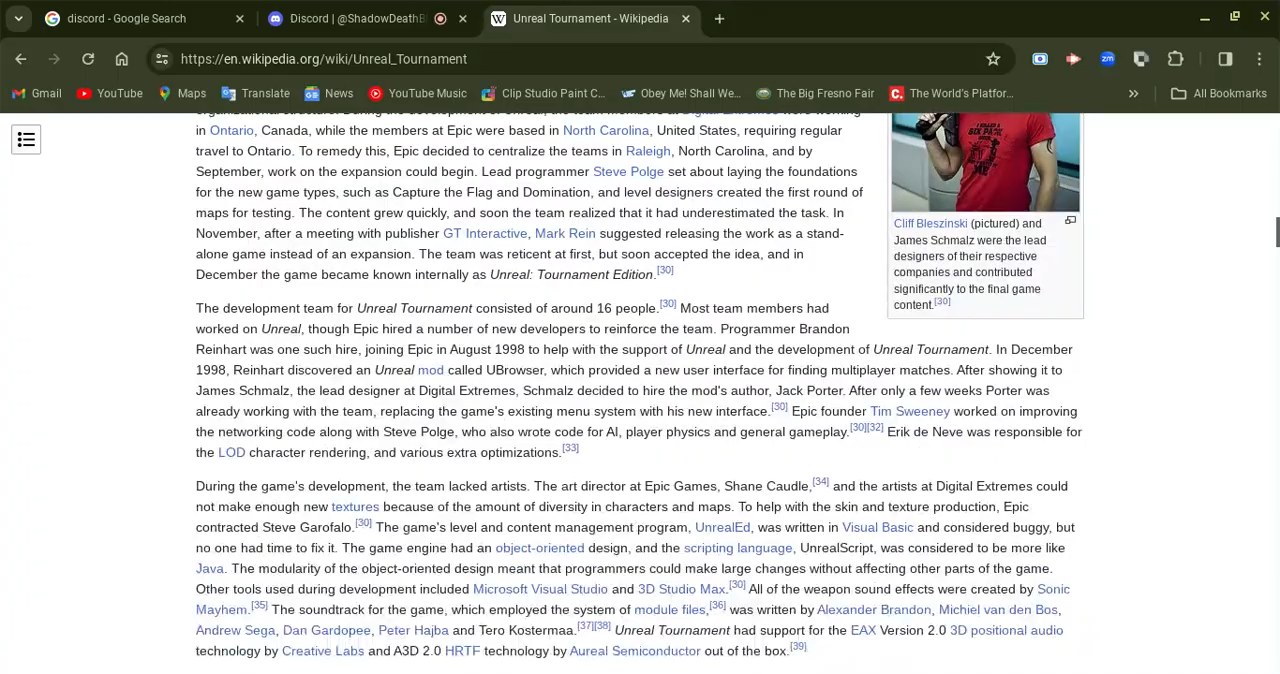 discord - Google Search
Discord | @ShadowDeathB
Unreal Tournament - Wikipedia
https://en.wikipedia.org/wiki/Unreal_Tournament
Gmail
YouTube
Maps
Translate
News
YouTube Music
Clip Studio Paint C...
Obey Me! Shall We...
The Big Fresno Fair
The World's Platfor...
All Bookmarks
in Ontario, Canada, while the members at Epic were based in North Carolina, United States, requiring regular
travel to Ontario. To remedy this, Epic decided to centralize the teams in Raleigh, North Carolina, and by
September, work on the expansion could begin. Lead programmer Steve Polge set about laying the foundations
for the new game types, such as Capture the Flag and Domination, and level designers created the first round of
maps for testing. The content grew quickly, and soon the team realized that it had underestimated the task. In
November, after a meeting with publisher GT Interactive, Mark Rein suggested releasing the work as a stand-
alone game instead of an expansion. The team was reticent at first, but soon accepted the idea, and in
December the game became known internally as Unreal: Tournament Edition.[30]
Cliff Bleszinski (pictured) and
James Schmalz were the lead
designers of their respective
companies and contributed
significantly to the final game
content.[30]
The development team for Unreal Tournament consisted of around 16 people.[30] Most team members had
worked on Unreal, though Epic hired a number of new developers to reinforce the team. Programmer Brandon
Reinhart was one such hire, joining Epic in August 1998 to help with the support of Unreal and the development of Unreal Tournament. In December
1998, Reinhart discovered an Unreal mod called UBrowser, which provided a new user interface for finding multiplayer matches. After showing it to
James Schmalz, the lead designer at Digital Extremes, Schmalz decided to hire the mod's author, Jack Porter. After only a few weeks Porter was
already working with the team, replacing the game's existing menu system with his new interface.[30] Epic founder Tim Sweeney worked on improving
the networking code along with Steve Polge, who also wrote code for AI, player physics and general gameplay.[30][32] Erik de Neve was responsible for
the LOD character rendering, and various extra optimizations.[33]
During the game's development, the team lacked artists. The art director at Epic Games, Shane Caudle,[34] and the artists at Digital Extremes could
not make enough new textures because of the amount of diversity in characters and maps. To help with the skin and texture production, Epic
contracted Steve Garofalo.[30] The game's level and content management program, UnrealEd, was written in Visual Basic and considered buggy, but
no one had time to fix it. The game engine had an object-oriented design, and the scripting language, UnrealScript, was considered to be more like
Java. The modularity of the object-oriented design meant that programmers could make large changes without affecting other parts of the game.
Other tools used during development included Microsoft Visual Studio and 3D Studio Max.[30] All of the weapon sound effects were created by Sonic
Mayhem.[35] The soundtrack for the game, which employed the system of module files,[36] was written by Alexander Brandon, Michiel van den Bos,
Andrew Sega, Dan Gardopee, Peter Hajba and Tero Kostermaa.[37][38] Unreal Tournament had support for the EAX Version 2.0 3D positional audio
technology by Creative Labs and A3D 2.0 HRTF technology by Aureal Semiconductor out of the box.[39]